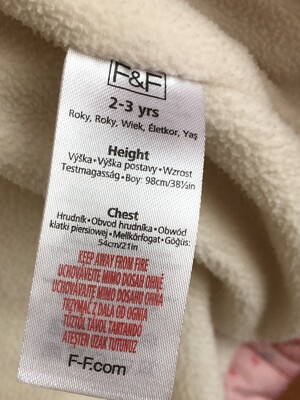 F&F
2-3 yrs
Roky, Roky, Wiek, Életkor, Yaş
Height
Výška • Výška postavy • Wzrost
Testmagasság • Boy: 98cm/38½in
Chest
Hrudník • Obvod hrudníka • Obwód
klatki piersiowej • Mellkőrfogat • Göğüs:
54cm/21in
KEEP AWAY FROM FIRE
UCHOVÁVEJTE MIMO DOSAH OHNĚ
UCHOVÁVAJTE MIMO DOSAHU OHŇA
TRZYMAĆ Z DALA OD OGNIA
TŰZTŐL TÁVOL TARTANDÓ
ATEŞTEN UZAK TUTUNUZ
F-F.com